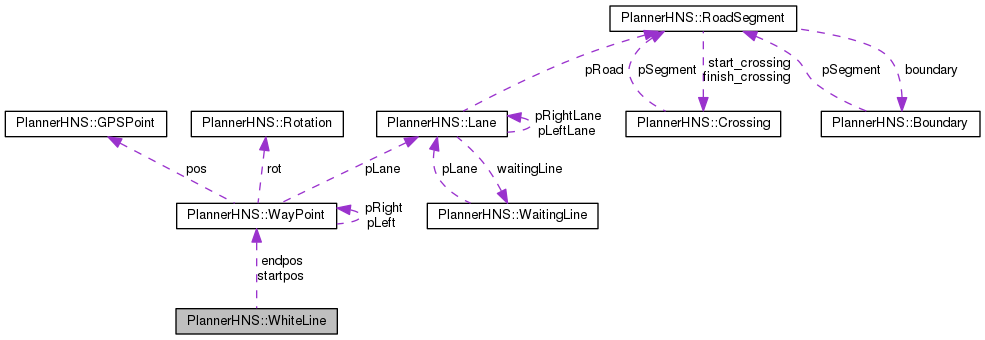 PlannerHNS::RoadSegment
pRoad
pSegment
start_crossing
finish_crossing
pSegment
boundary
PlannerHNS::GPSPoint
PlannerHNS::Rotation
PlannerHNS::Lane
pRightLane
pLeftLane
PlannerHNS::Crossing
PlannerHNS::Boundary
pos
rot
pLane
pLane
waitingLine
PlannerHNS::WayPoint
pRight
pLeft
PlannerHNS::WaitingLine
endpos
startpos
PlannerHNS::WhiteLine